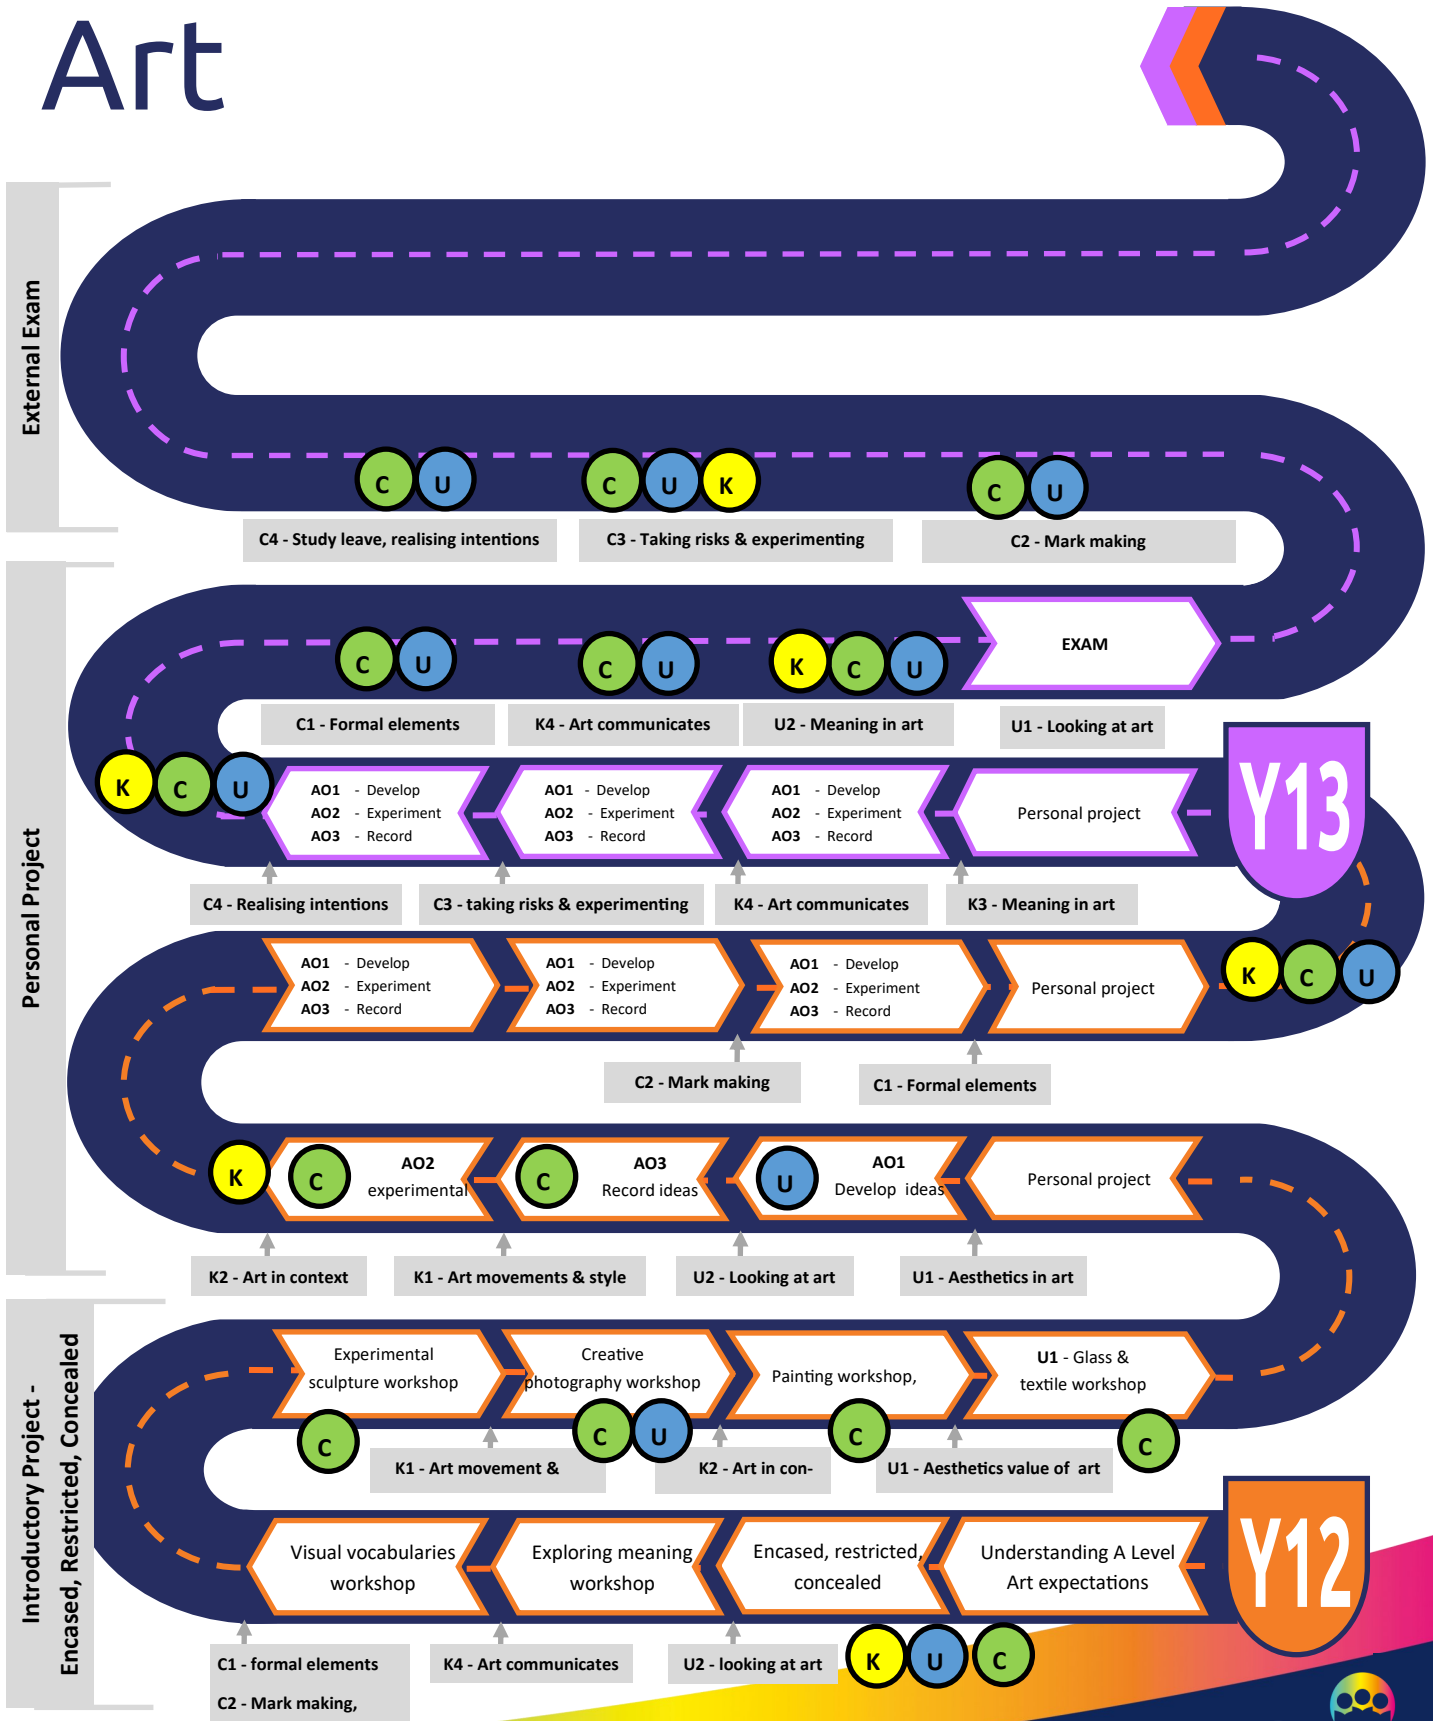 Art
External Exam
C U
C U K
C U
C4 - Study leave, realising intentions
C3 - Taking risks & experimenting
C2 - Mark making
EXAM
C U
C U
K C U
C1 - Formal elements
K4 - Art communicates
U2 - Meaning in art
U1 - Looking at art
Y13
K C U
AO1 - Develop
AO2 - Experiment
AO3 - Record
AO1 - Develop
AO2 - Experiment
AO3 - Record
AO1 - Develop
AO2 - Experiment
AO3 - Record
Personal project
C4 - Realising intentions
C3 - taking risks & experimenting
K4 - Art communicates
K3 - Meaning in art
Personal Project
AO1 - Develop
AO2 - Experiment
AO3 - Record
AO1 - Develop
AO2 - Experiment
AO3 - Record
AO1 - Develop
AO2 - Experiment
AO3 - Record
Personal project
K C U
C2 - Mark making
C1 - Formal elements
K
C
AO2
experimental
C
AO3
Record ideas
U
AO1
Develop ideas
Personal project
K2 - Art in context
K1 - Art movements & style
U2 - Looking at art
U1 - Aesthetics in art
Introductory Project -
Encased, Restricted, Concealed
Experimental
sculpture workshop
Creative
photography workshop
Painting workshop,
U1 - Glass &
textile workshop
C
C U
C
C
K1 - Art movement &
K2 - Art in con-
U1 - Aesthetics value of art
Y12
Visual vocabularies
workshop
Exploring meaning
workshop
Encased, restricted,
concealed
Understanding A Level
Art expectations
C1 - formal elements
C2 - Mark making,
K4 - Art communicates
U2 - looking at art
K U C